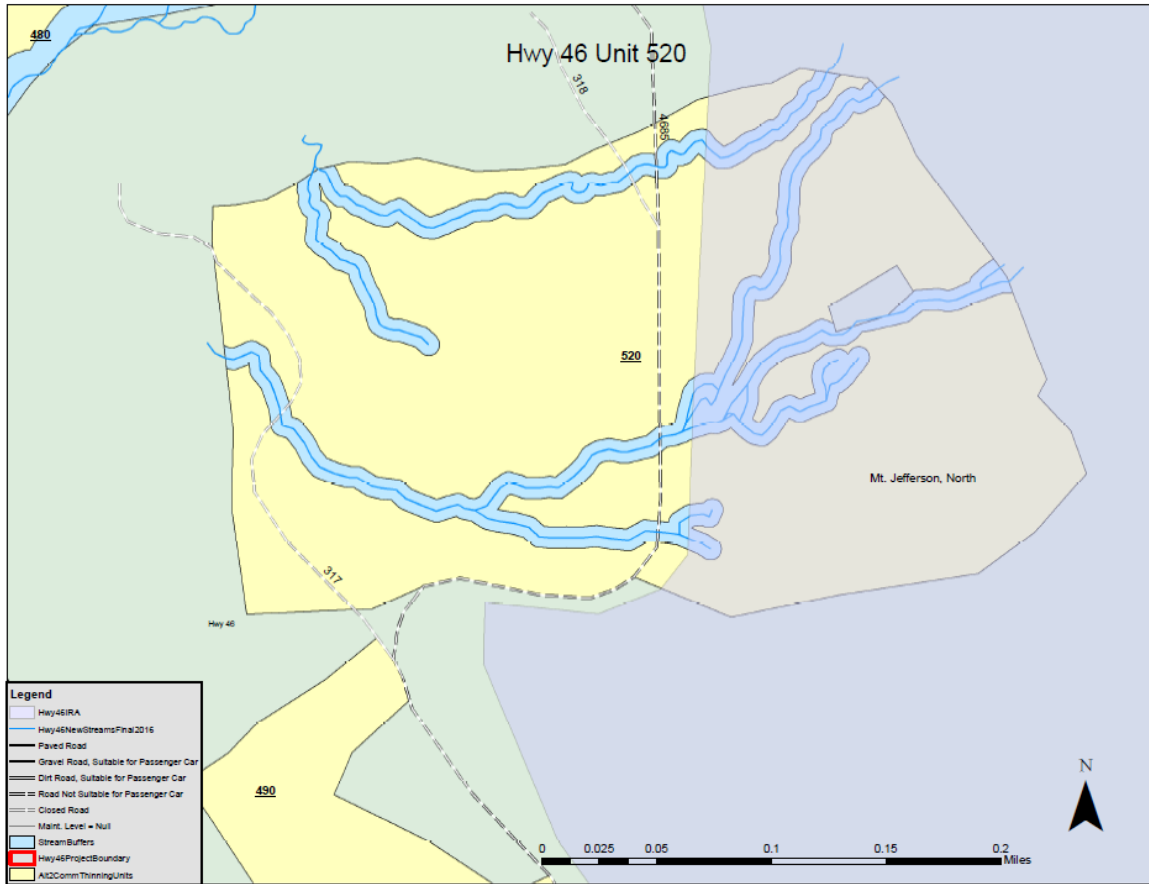 480
Hwy 46 Unit 520
318
4685
520
Mt. Jefferson, North
317
Hwy 46
490
Legend
Hwy46IRA
Hwy46NewStreamsFinal2016
Paved Road
Gravel Road, Suitable for Passenger Car
Dirt Road, Suitable for Passenger Car
Road Not Suitable for Passenger Car
Closed Road
Maint. Level = Null
StreamBuffers
Hwy46ProjectBoundary
Alt2CommThinningUnits
N
0 0.025 0.05 0.1 0.15 0.2
Miles